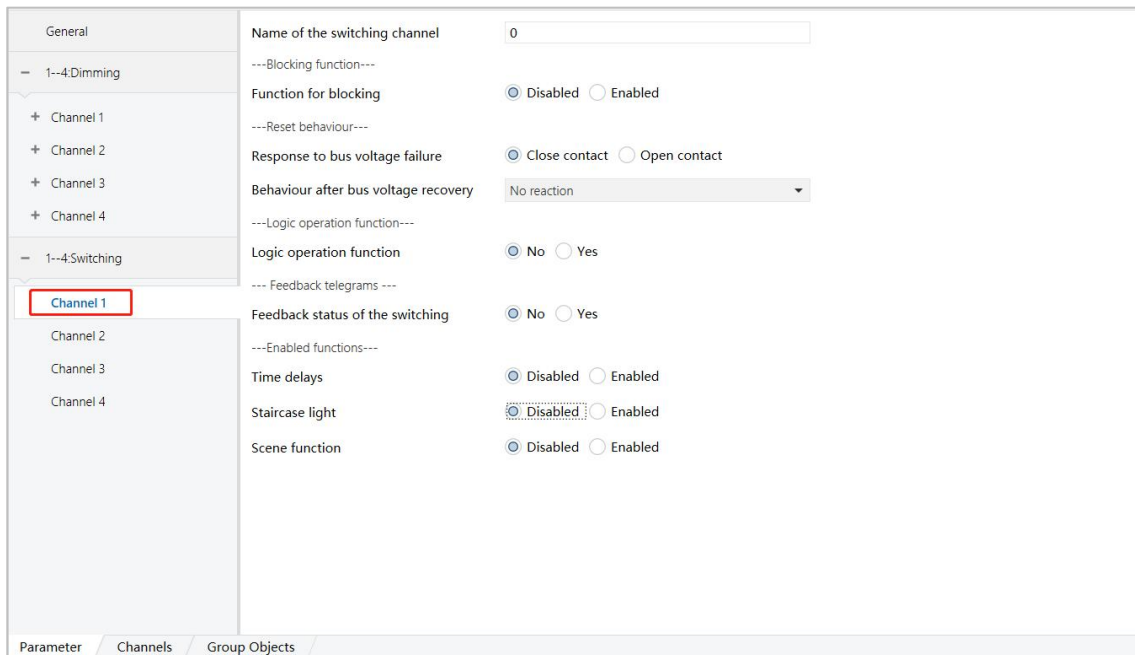 General
1--4:Dimming
Channel 1
Channel 2
Channel 3
Channel 4
1--4:Switching
Channel 1
Channel 2
Channel 3
Channel 4
Name of the switching channel 0
---Blocking function---
Function for blocking Disabled Enabled
---Reset behaviour---
Response to bus voltage failure Close contact Open contact
Behaviour after bus voltage recovery No reaction
---Logic operation function---
Logic operation function No Yes
--- Feedback telegrams ---
Feedback status of the switching No Yes
---Enabled functions---
Time delays Disabled Enabled
Staircase light Disabled Enabled
Scene function Disabled Enabled
Parameter Channels Group Objects